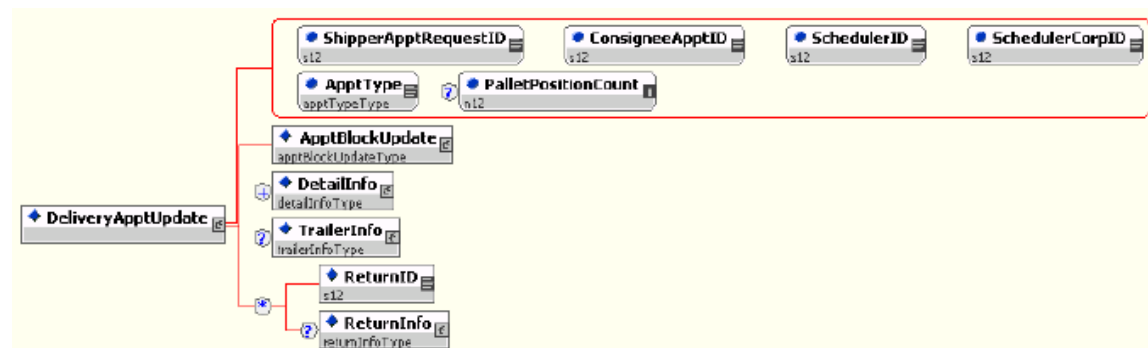 ShipperApptRequestID ConsigneeApptID SchedulerID SchedulerCorpID
s12 s12 s12 s12
ApptType ? PalletPositionCount
apptTypeType n12
ApptBlockUpdate
apptBlockUpdateType
+ DetailInfo
detailInfoType
DeliveryApptUpdate
? TrailerInfo
trailerInfoType
ReturnID
s12
*
? ReturnInfo
returnInfoType